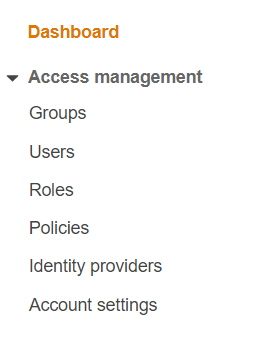 Dashboard
Access management
Groups
Users
Roles
Policies
Identity providers
Account settings